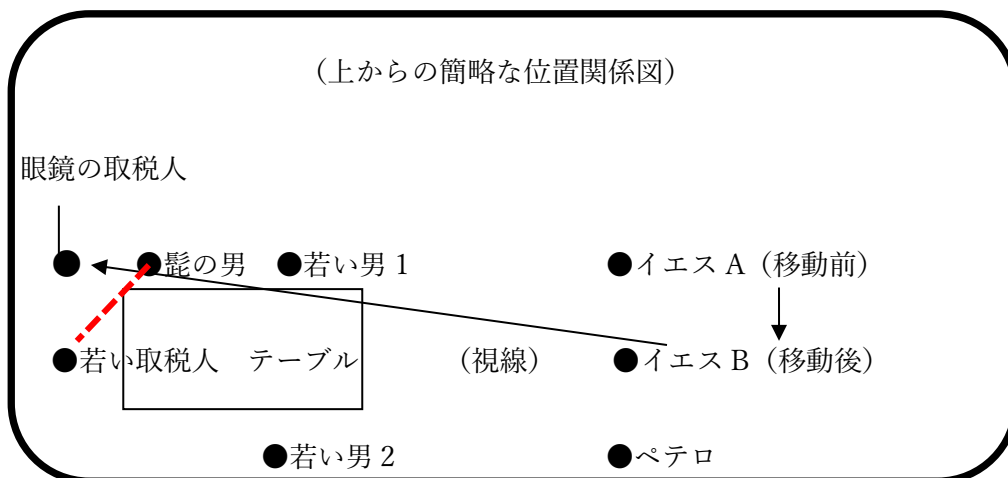 （上からの簡略な位置関係図）
眼鏡の取税人
●髭の男 ●若い男１ ●イエスＡ（移動前）
●若い取税人 テーブル （視線） ●イエスＢ（移動後）
●若い男２ ●ペテロ